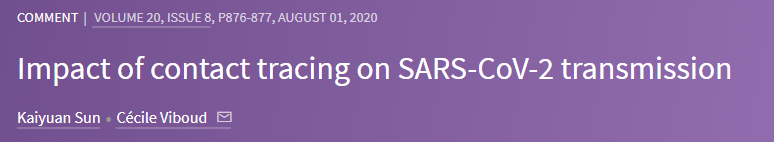 COMMENT | VOLUME 20, ISSUE 8, P876-877, AUGUST 01, 2020
Impact of contact tracing on SARS-CoV-2 transmission
Kaiyuan Sun • Cécile Viboud